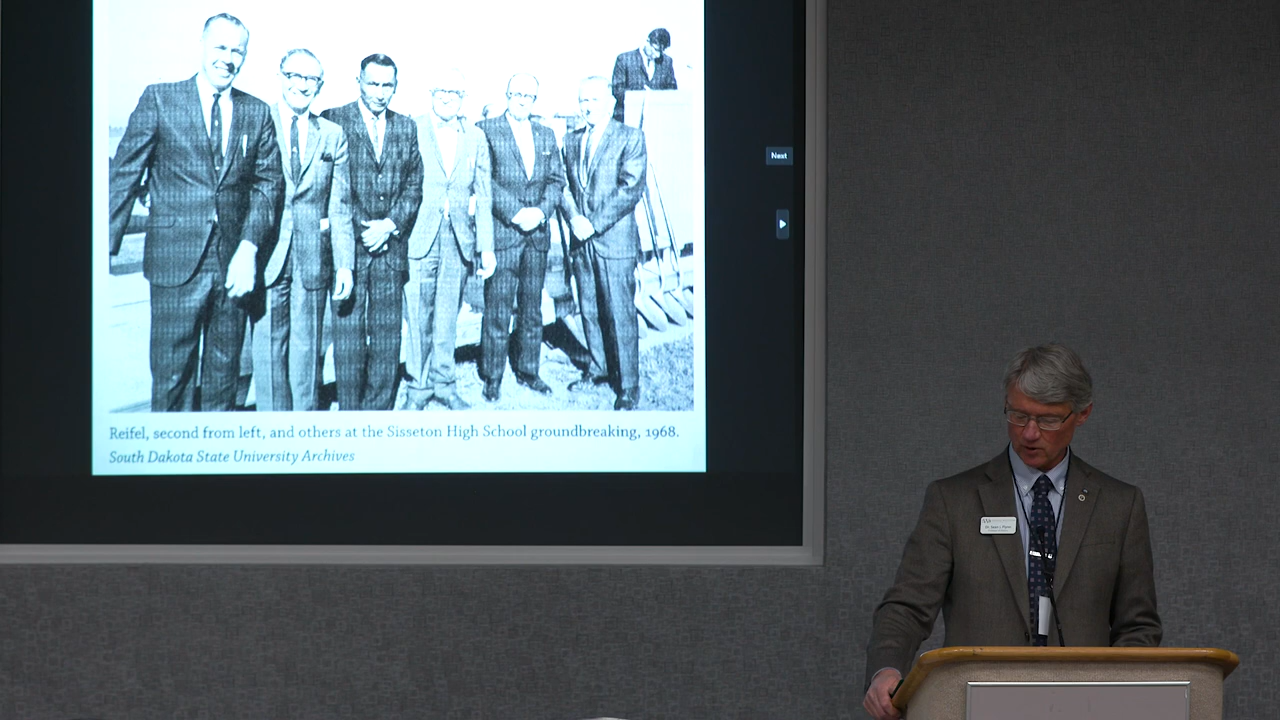 Next
Reifel, second from left, and others at the Sisseton High School groundbreaking, 1968.
South Dakota State University Archives